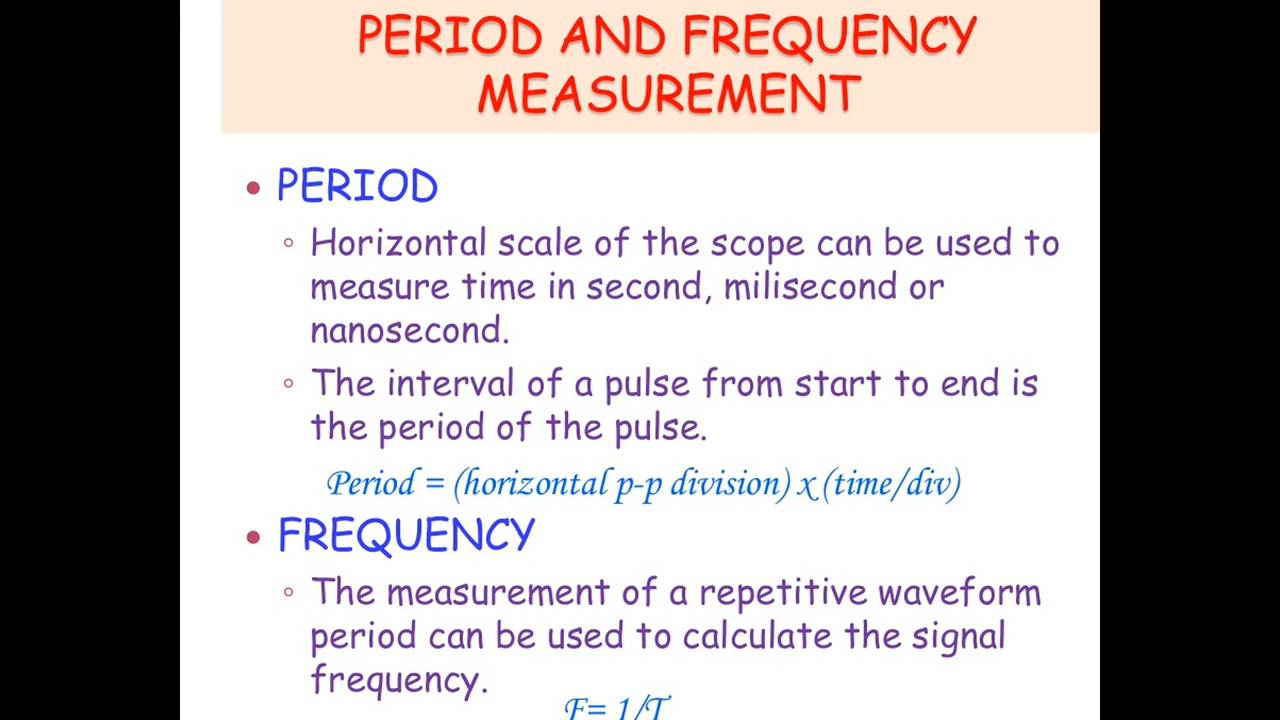 PERIOD AND FREQUENCY
MEASUREMENT
• PERIOD
◦ Horizontal scale of the scope can be used to
measure time in second, milisecond or
nanosecond.
◦ The interval of a pulse from start to end is
the period of the pulse.
Period = (horizontal p-p division) x (time/div)
• FREQUENCY
◦ The measurement of a repetitive waveform
period can be used to calculate the signal
frequency.
F= 1/T